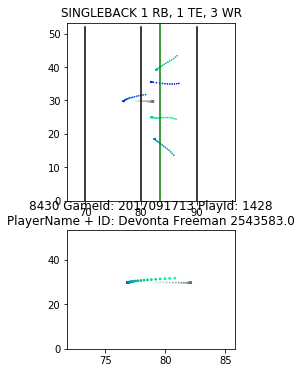 SINGLEBACK 1 RB, 1 TE, 3 WR
50
40
30
20
10
0
70 80 90
8430 GameId: 2017091713 PlayId: 1428
PlayerName + ID: Devonta Freeman 2543583.0
40
20
0
75 80 85